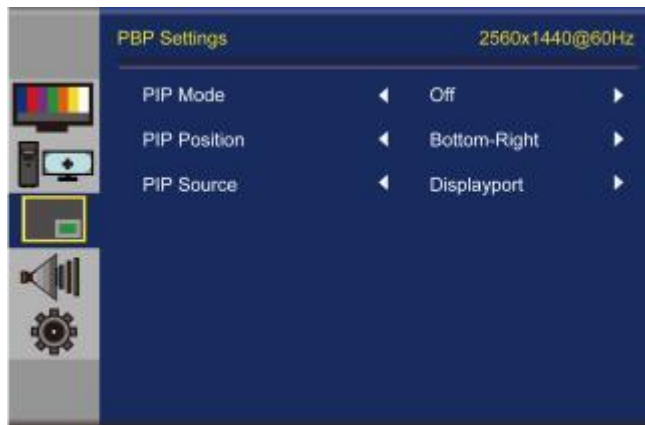 PBP Settings 2560x1440@60Hz
PIP Mode Off
PIP Position Bottom-Right
PIP Source Displayport